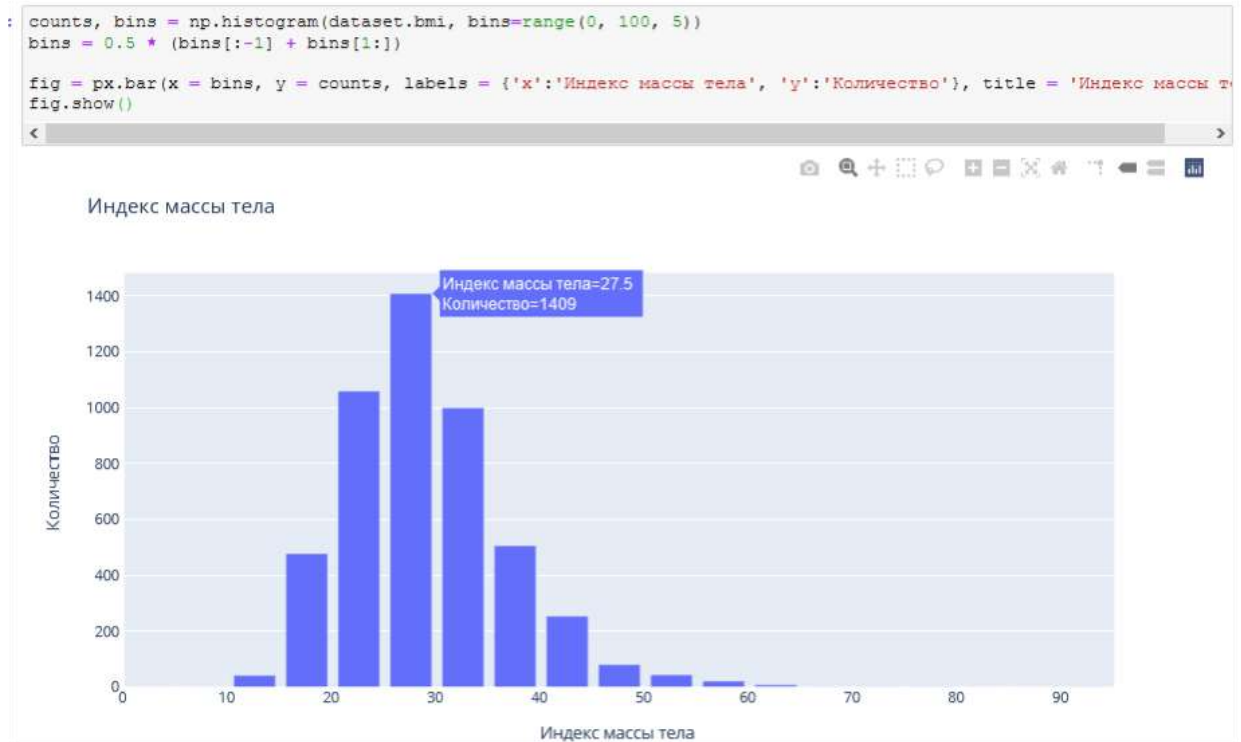 counts, bins = np.histogram(dataset.bmi, bins=range(0, 100, 5))
bins = 0.5 * (bins[:-1] + bins[1:])
fig = px.bar(x = bins, y = counts, labels = {'x':'Индекс массы тела', 'y':'Количество'}, title = 'Индекс массы
fig.show()
Индекс массы тела
Индекс массы тела=27.5
Количество=1409
1400
1200
1000
800
600
400
200
0
Количество
0 10 20 30 40 50 60 70 80 90
Индекс массы тела